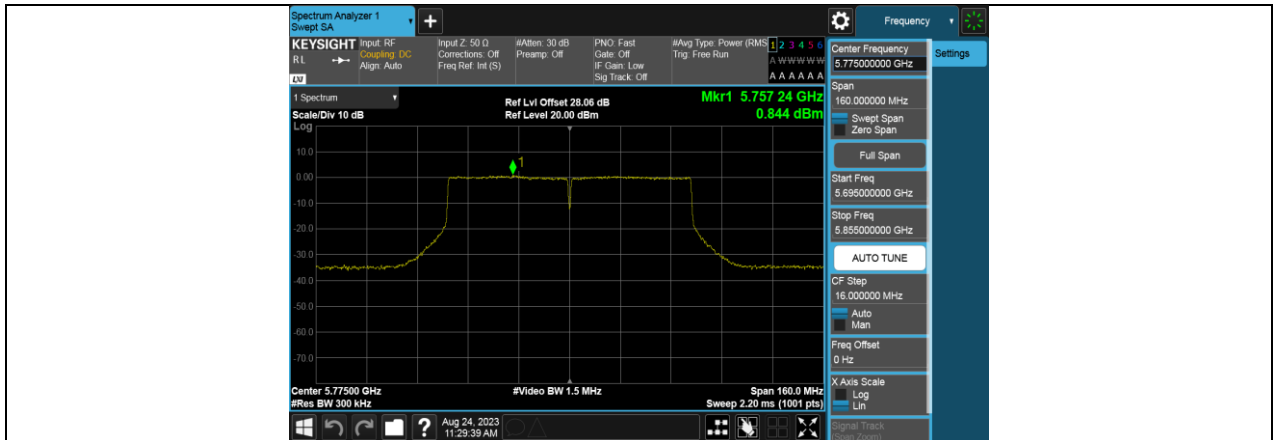 Spectrum Analyzer 1
Swept SA
Frequency
KEYSIGHT
RL
LXI
Input: RF
Coupling: DC
Align: Auto
Input Z: 50 Ω
Corrections: Off
Freq Ref: Int (S)
#Atten: 30 dB
Preamp: Off
PNO: Fast
Gate: Off
IF Gain: Low
Sig Track: Off
#Avg Type: Power (RMS
Trig: Free Run
1 2 3 4 5 6
A W W W W W
A A A A A A
1 Spectrum
Scale/Div 10 dB
Log
Ref Lvl Offset 28.06 dB
Ref Level 20.00 dBm
Mkr1 5.757 24 GHz
0.844 dBm
1
10.0
0.00
-10.0
-20.0
-30.0
-40.0
-50.0
-60.0
-70.0
Center 5.77500 GHz
#Res BW 300 kHz
#Video BW 1.5 MHz
Span 160.0 MHz
Sweep 2.20 ms (1001 pts)
Center Frequency
5.775000000 GHz
Span
160.000000 MHz
Swept Span
Zero Span
Full Span
Start Freq
5.695000000 GHz
Stop Freq
5.855000000 GHz
AUTO TUNE
CF Step
16.000000 MHz
Auto
Man
Freq Offset
0 Hz
X Axis Scale
Log
Lin
Signal Track
(Span Zoom)
Settings
?
Aug 24, 2023
11:29:39 AM